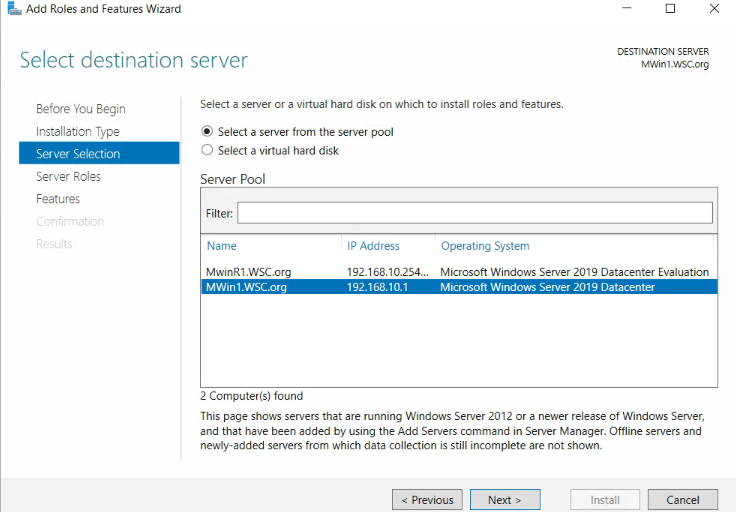 Add Roles and Features Wizard
Select destination server
DESTINATION SERVER
MWin1.WSC.org
Before You Begin
Installation Type
Server Selection
Server Roles
Features
Confirmation
Results
Select a server or a virtual hard disk on which to install roles and features.
Select a server from the server pool
Select a virtual hard disk
Server Pool
Filter:
Name IP Address Operating System
MwinR1.WSC.org 192.168.10.254... Microsoft Windows Server 2019 Datacenter Evaluation
MWin1.WSC.org 192.168.10.1 Microsoft Windows Server 2019 Datacenter
2 Computer(s) found
This page shows servers that are running Windows Server 2012 or a newer release of Windows Server,
and that have been added by using the Add Servers command in Server Manager. Offline servers and
newly-added servers from which data collection is still incomplete are not shown.
< Previous Next > Install Cancel